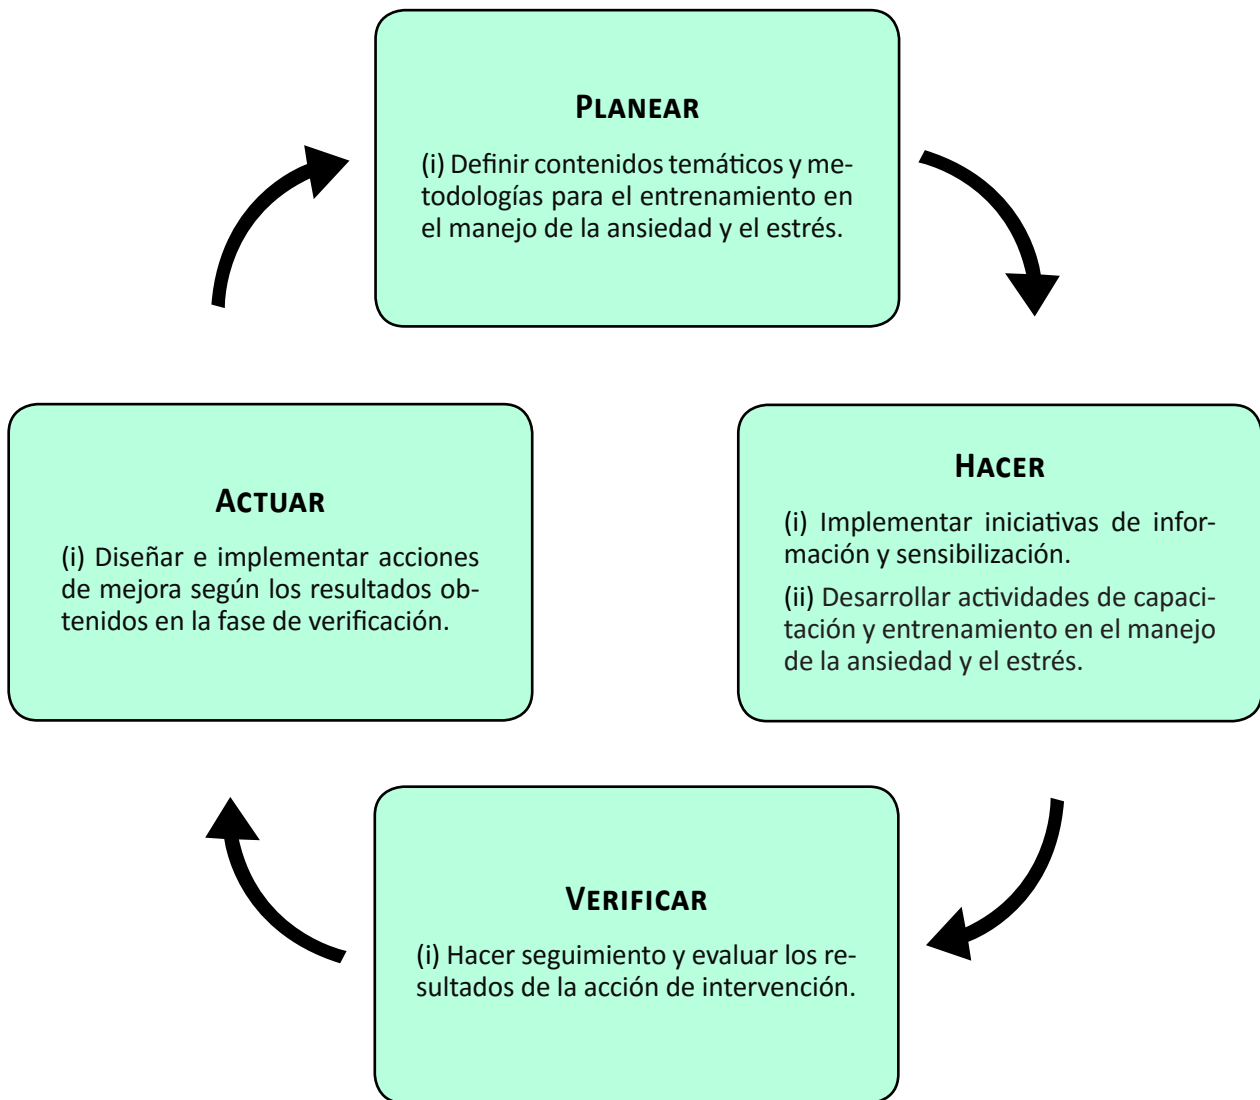 PLANEAR
(i) Definir contenidos temáticos y me-
todologías para el entrenamiento en
el manejo de la ansiedad y el estrés.
HACER
(i) Implementar iniciativas de infor-
mación y sensibilización.
(ii) Desarrollar actividades de capaci-
tación y entrenamiento en el manejo
de la ansiedad y el estrés.
VERIFICAR
(i) Hacer seguimiento y evaluar los re-
sultados de la acción de intervención.
ACTUAR
(i) Diseñar e implementar acciones
de mejora según los resultados ob-
tenidos en la fase de verificación.